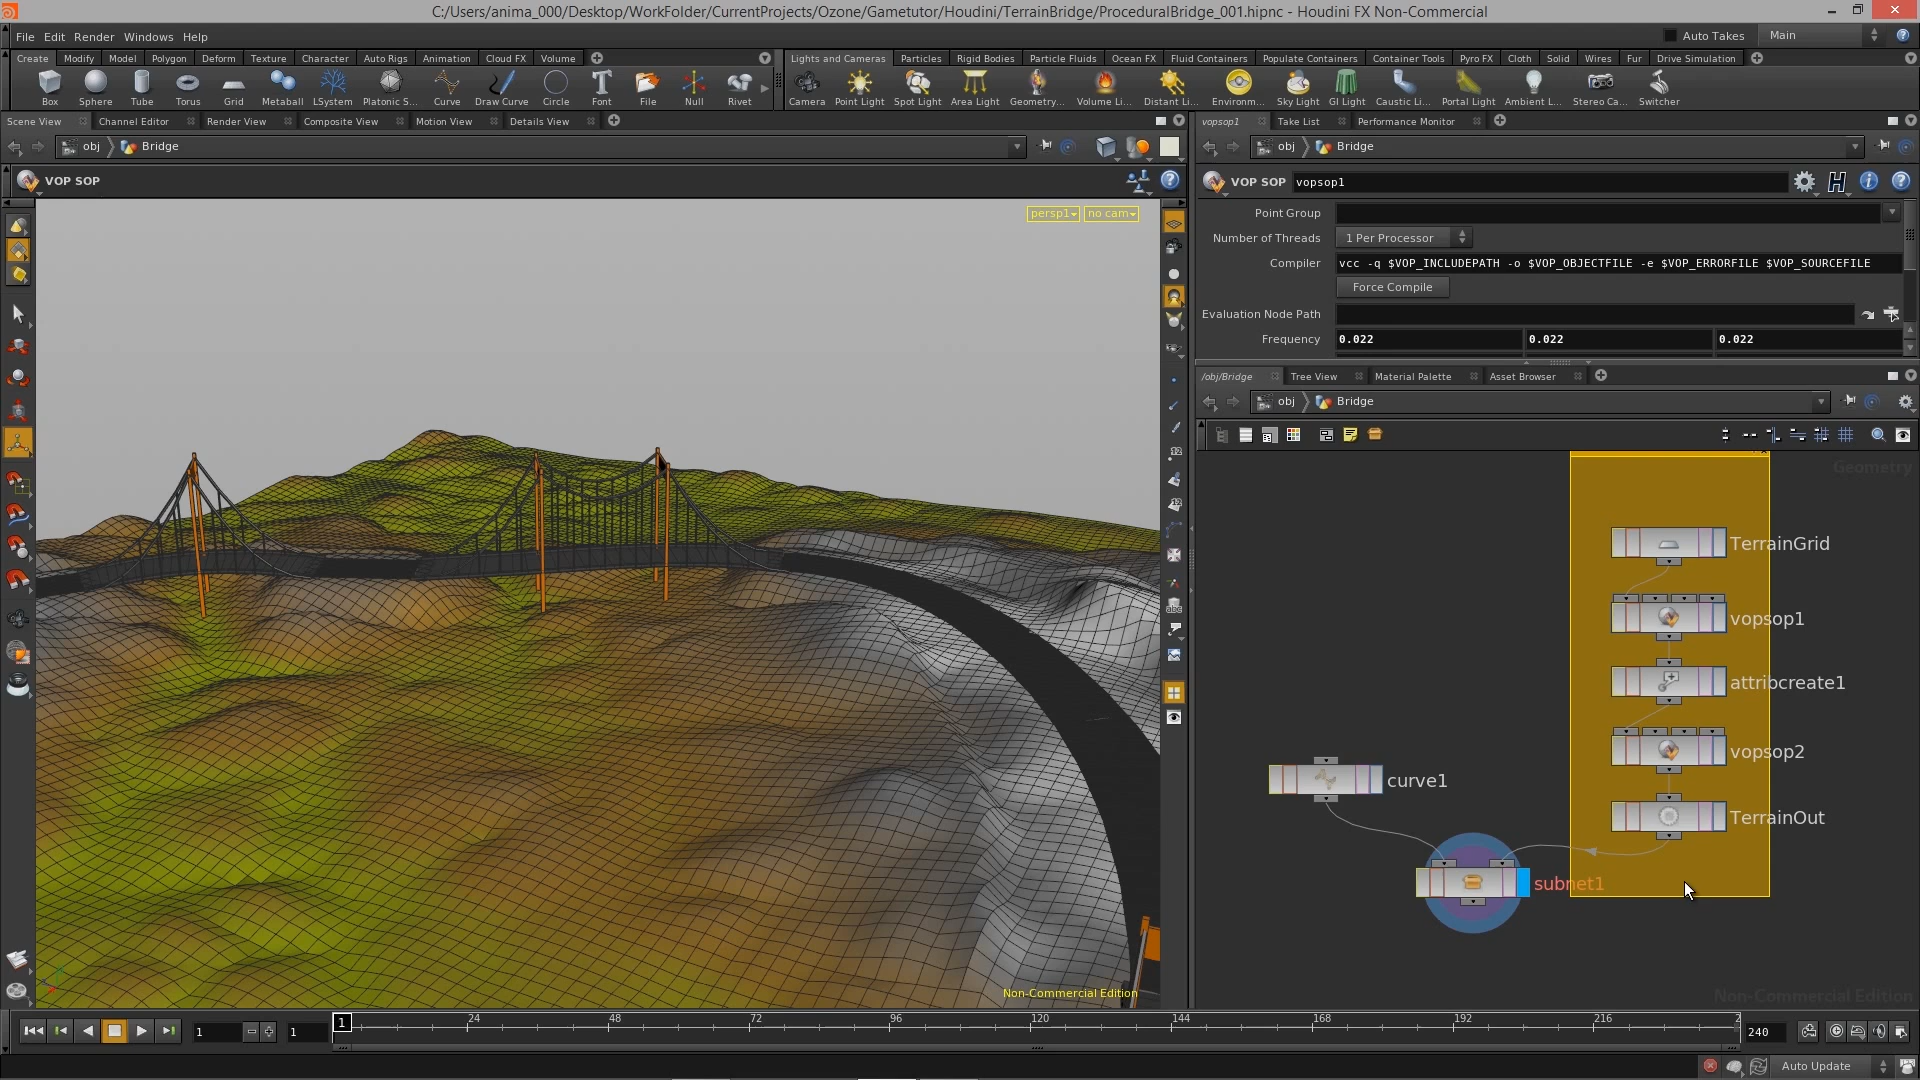 C:/Users/anima_000/Desktop/WorkFolder/CurrentProjects/Ozone/Gametutor/Houdini/TerrainBridge/ProceduralBridge_001.hipnc - Houdini FX Non-Commercial
File Edit Render Windows Help
Auto Takes Main
Create Modify Model Polygon Deform Texture Character Auto Rigs Animation Cloud FX Volume
Lights and Cameras Particles Rigid Bodies Particle Fluids Ocean FX Fluid Containers Populate Containers Container Tools Pyro FX Cloth Solid Wires Fur Drive Simulation
Box Sphere Tube Torus Grid Metaball LSystem Platonic S... Curve Draw Curve Circle Font File Null Rivet
Camera Point Light Spot Light Area Light Geometry... Volume Li... Distant Li... Environm... Sky Light GI Light Caustic Li... Portal Light Ambient L... Stereo Ca... Switcher
Scene View Channel Editor Render View Composite View Motion View Details View
vopsop1 Take List Performance Monitor
obj Bridge
obj Bridge
VOP SOP
VOP SOP vopsop1
persp1 no cam
Point Group
Number of Threads 1 Per Processor
Compiler vcc -q $VOP_INCLUDEPATH -o $VOP_OBJECTFILE -e $VOP_ERRORFILE $VOP_SOURCEFILE
Force Compile
Evaluation Node Path
Frequency 0.022 0.022 0.022
/obj/Bridge Tree View Material Palette Asset Browser
obj Bridge
Geometry
TerrainGrid
vopsop1
attribcreate1
vopsop2
curve1
TerrainOut
subnet1
Non-Commercial Edition
Non-Commercial Edition
1 1 1 24 48 72 96 120 144 168 192 216 2 240
Auto Update